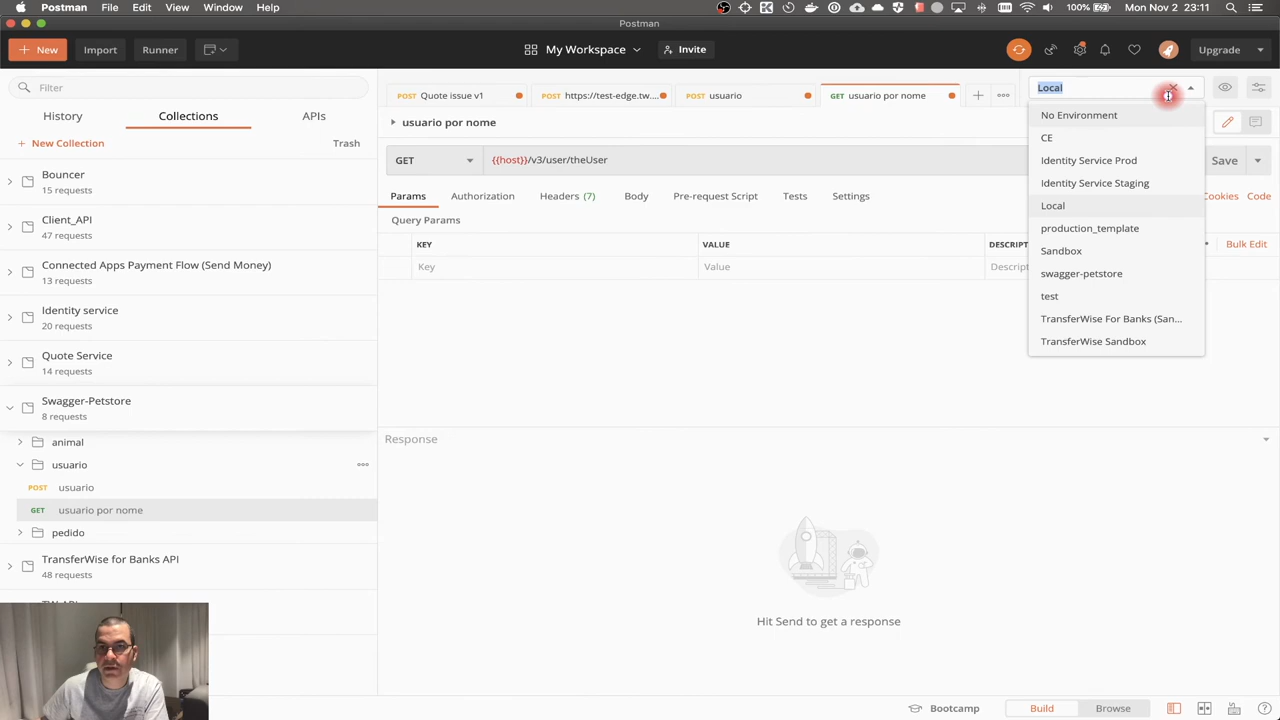 Postman File Edit View Window Help 100% Mon Nov 2 23:11
Postman
New Import Runner My Workspace Invite Upgrade
Filter
History Collections APIs
New Collection Trash
Bouncer
15 requests
Client_API
47 requests
Connected Apps Payment Flow (Send Money)
13 requests
Identity service
20 requests
Quote Service
14 requests
Swagger-Petstore
8 requests
animal
usuario
POST usuario
GET usuario por nome
pedido
TransferWise for Banks API
48 requests
POST Quote issue v1 POST https://test-edge.tw.... POST usuario GET usuario por nome
usuario por nome
GET {{host}}/v3/user/theUser Save
Params Authorization Headers (7) Body Pre-request Script Tests Settings Cookies Code
Query Params
KEY VALUE DESCRIPT Bulk Edit
Key Value Descript
Local
No Environment
CE
Identity Service Prod
Identity Service Staging
Local
production_template
Sandbox
swagger-petstore
test
TransferWise For Banks (San...
TransferWise Sandbox
Response
Hit Send to get a response
Bootcamp Build Browse